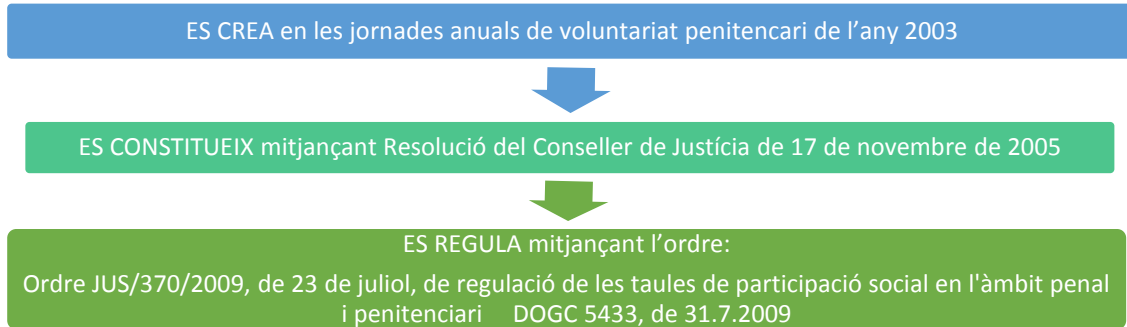 ES CREA en les jornades anuals de voluntariat penitencari de l’any 2003
ES CONSTITUEIX mitjançant Resolució del Conseller de Justícia de 17 de novembre de 2005
ES REGULA mitjançant l’ordre:
Ordre JUS/370/2009, de 23 de juliol, de regulació de les taules de participació social en l'àmbit penal
i penitenciari DOGC 5433, de 31.7.2009